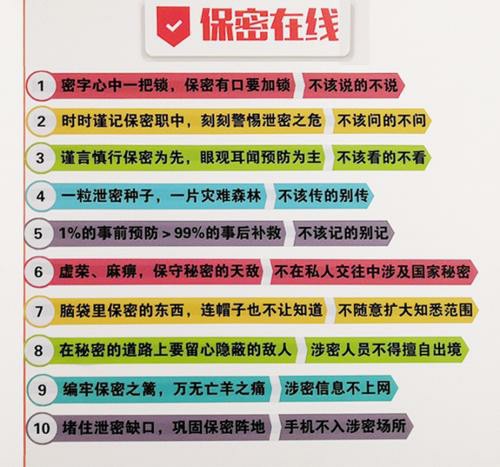 保密在线
1 密字心中一把锁，保密有口要加锁 不该说的不说
2 时时谨记保密职中，刻刻警惕泄密之危 不该问的不问
3 谨言慎行保密为先，眼观耳闻预防为主 不该看的不看
4 一粒泄密种子，一片灾难森林 不该传的别传
5 1%的事前预防＞99%的事后补救 不该记的别记
6 虚荣、麻痹，保守秘密的天敌 不在私人交往中涉及国家秘密
7 脑袋里保密的东西，连帽子也不让知道 不随意扩大知悉范围
8 在秘密的道路上要留心隐蔽的敌人 涉密人员不得擅自出境
9 编牢保密之篱，万无亡羊之痛 涉密信息不上网
10 堵住泄密缺口，巩固保密阵地 手机不入涉密场所